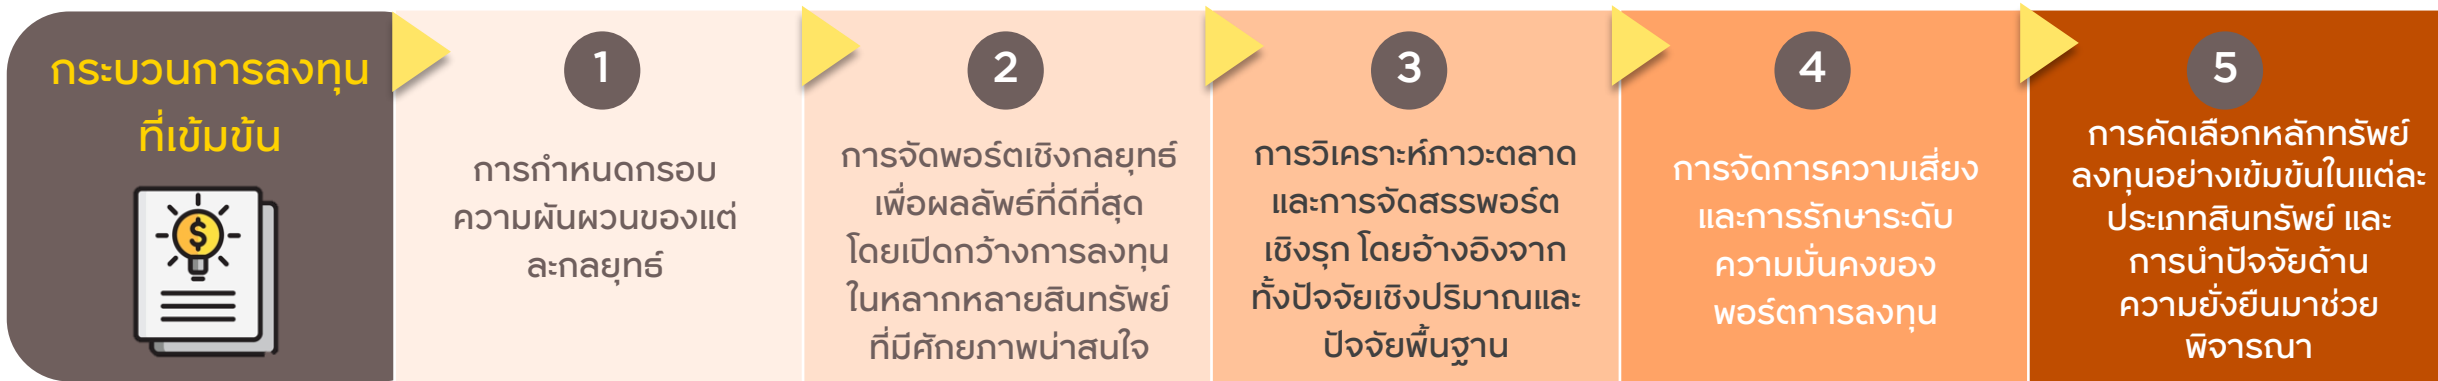 กระบวนการลงทุน
ที่เข้มข้น
$
1
การกำหนดกรอบ
ความผันผวนของแต่
ละกลยุทธ์
2
การจัดพอร์ตเชิงกลยุทธ์
เพื่อผลลัพธ์ที่ดีที่สุด
โดยเปิดกว้างการลงทุน
ในหลากหลายสินทรัพย์
ที่มีศักยภาพน่าสนใจ
3
การวิเคราะห์ภาวะตลาด
และการจัดสรรพอร์ต
เชิงรุก โดยอ้างอิงจาก
ทั้งปัจจัยเชิงปริมาณและ
ปัจจัยพื้นฐาน
4
การจัดการความเสี่ยง
และการรักษาระดับ
ความมั่นคงของ
พอร์ตการลงทุน
5
การคัดเลือกหลักทรัพย์
ลงทุนอย่างเข้มข้นในแต่ละ
ประเภทสินทรัพย์ และ
การนำปัจจัยด้าน
ความยั่งยืนมาช่วย
พิจารณา